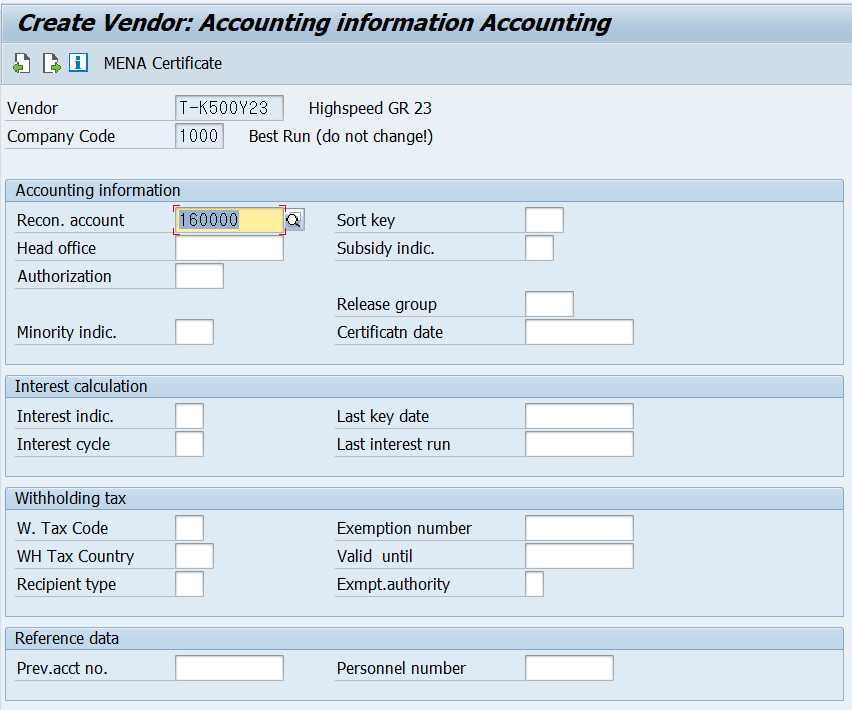 Create Vendor: Accounting information Accounting
MENA Certificate
Vendor T-K500Y23 Highspeed GR 23
Company Code 1000 Best Run (do not change!)
Accounting information
Recon. account 160000 Sort key
Head office Subsidy indic.
Authorization
Release group
Minority indic. Certificatn date
Interest calculation
Interest indic. Last key date
Interest cycle Last interest run
Withholding tax
W. Tax Code Exemption number
WH Tax Country Valid until
Recipient type Exmpt.authority
Reference data
Prev.acct no. Personnel number